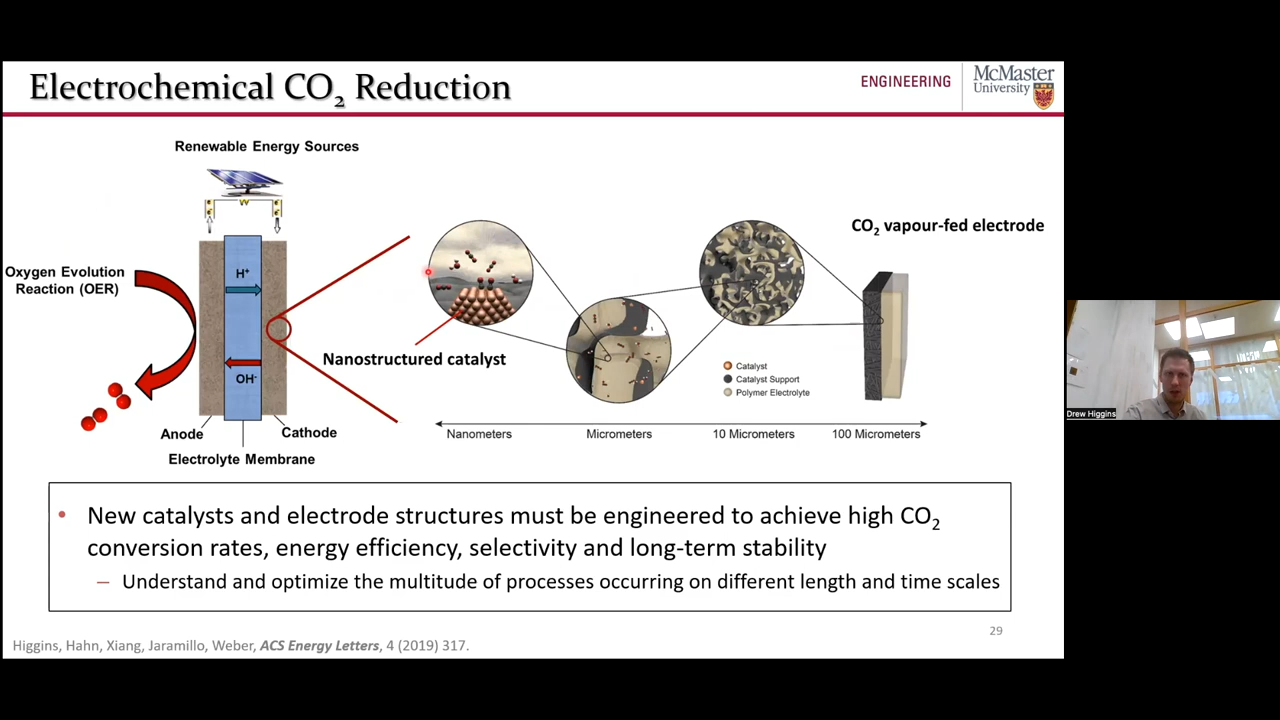 Electrochemical CO₂ Reduction
ENGINEERING
McMaster
University
Renewable Energy Sources
CO₂ vapour-fed electrode
Oxygen Evolution
Reaction (OER)
H⁺
OH⁻
Nanostructured catalyst
Catalyst
Catalyst Support
Polymer Electrolyte
Anode
Cathode
Electrolyte Membrane
Nanometers
Micrometers
10 Micrometers
100 Micrometers
• New catalysts and electrode structures must be engineered to achieve high CO₂
conversion rates, energy efficiency, selectivity and long-term stability
– Understand and optimize the multitude of processes occurring on different length and time scales
29
Higgins, Hahn, Xiang, Jaramillo, Weber, ACS Energy Letters, 4 (2019) 317.
Drew Higgins